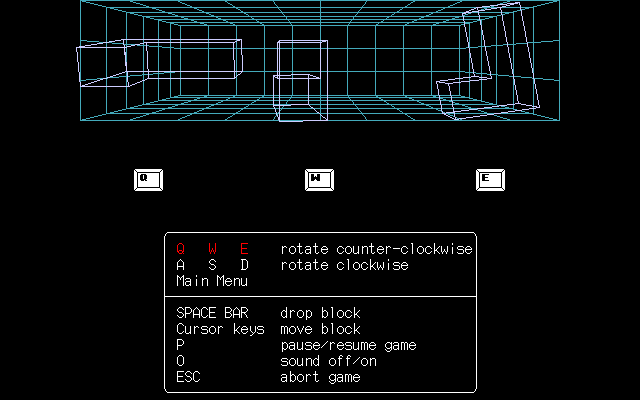 Q W E
Q W E rotate counter-clockwise
A S D rotate clockwise
Main Menu
SPACE BAR drop block
Cursor keys move block
P pause/resume game
O sound off/on
ESC abort game